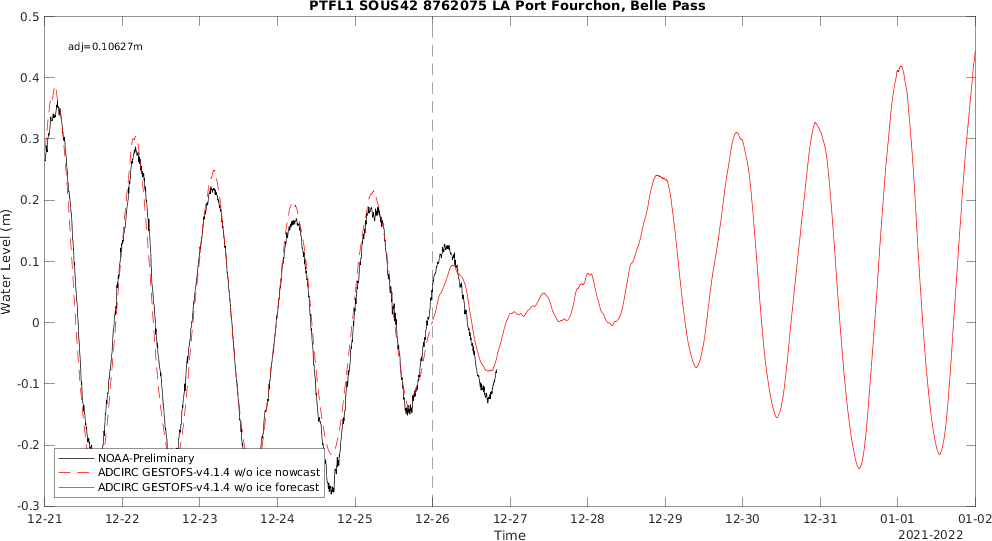 PTFL1 SOUS42 8762075 LA Port Fourchon, Belle Pass
adj=0.10627m
0.5
0.4
0.3
0.2
0.1
0
-0.1
-0.2
-0.3
Water Level (m)
NOAA-Preliminary
ADCIRC GESTOFS-v4.1.4 w/o ice nowcast
ADCIRC GESTOFS-v4.1.4 w/o ice forecast
12-21 12-22 12-23 12-24 12-25 12-26 12-27 12-28 12-29 12-30 12-31 01-01 01-02
Time
2021-2022